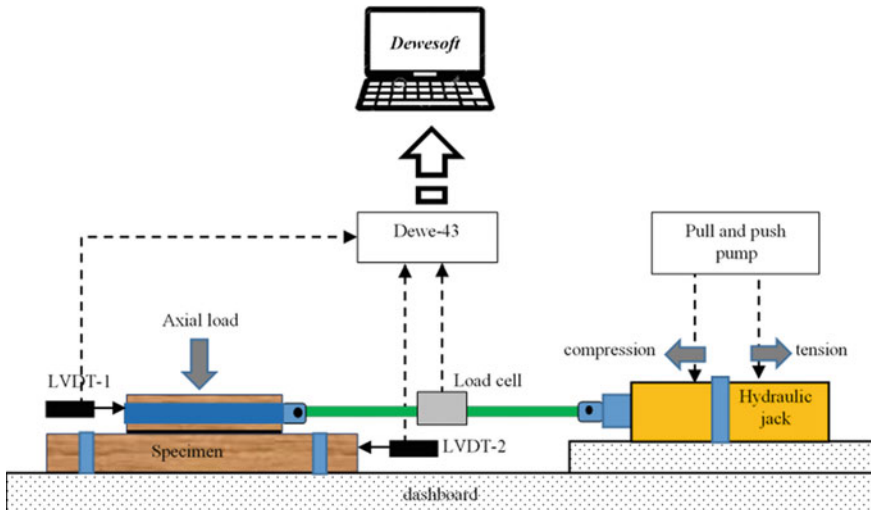 Dewesoft
Dewe-43
Pull and push
pump
Axial load
compression
tension
LVDT-1
Load cell
Hydraulic
jack
Specimen
LVDT-2
dashboard